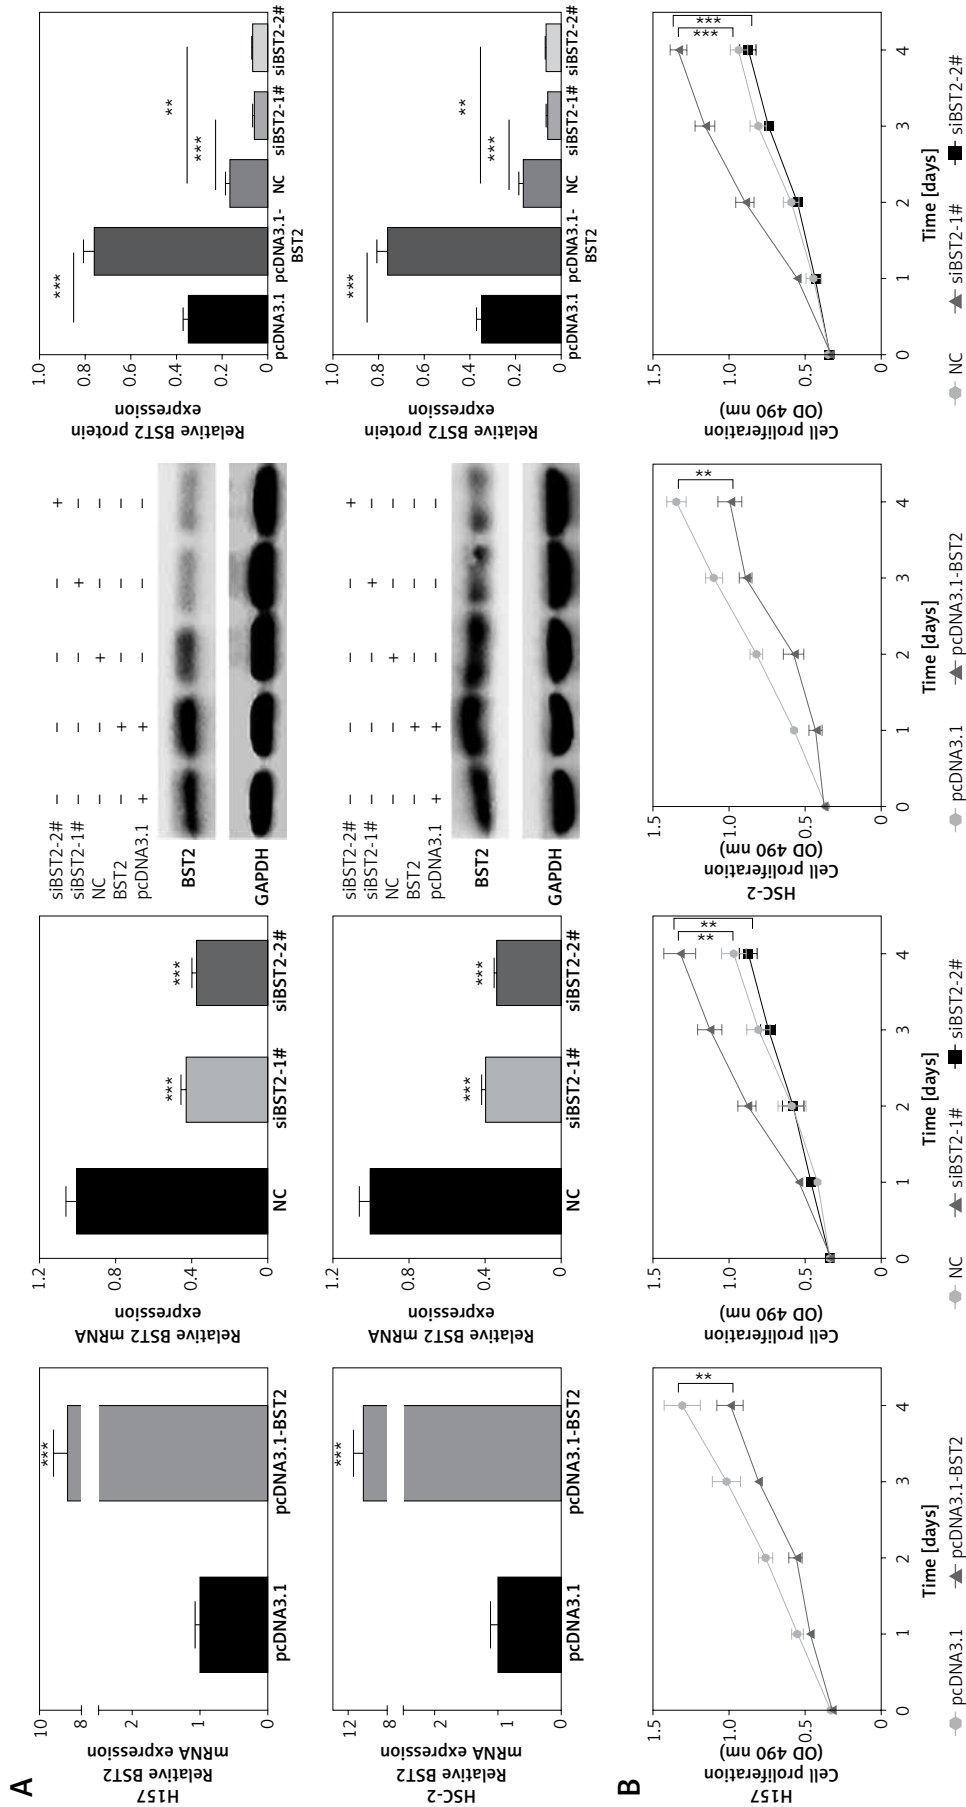 A
H157
Relative BST2
mRNA expression
10
8
2
1
0
***
pcDNA3.1
pcDNA3.1-BST2
Relative BST2 mRNA
expression
1.2
0.8
0.4
0
***
***
NC
siBST2-1#
siBST2-2#
siBST2-2# – – – – +
siBST2-1# – – – + –
NC – – + – –
BST2 – + – – –
pcDNA3.1 + + – – –
BST2
GAPDH
Relative BST2 protein
expression
1.0
0.8
0.6
0.4
0.2
0
***
***
**
pcDNA3.1
pcDNA3.1-
BST2
NC
siBST2-1#
siBST2-2#
HSC-2
Relative BST2
mRNA expression
12
8
2
1
0
***
pcDNA3.1
pcDNA3.1-BST2
Relative BST2 mRNA
expression
1.2
0.8
0.4
0
***
***
NC
siBST2-1#
siBST2-2#
siBST2-2# – – – – +
siBST2-1# – – – + –
NC – – + – –
BST2 – + – – –
pcDNA3.1 + + – – –
BST2
GAPDH
Relative BST2 protein
expression
1.0
0.8
0.6
0.4
0.2
0
***
***
**
pcDNA3.1
pcDNA3.1-
BST2
NC
siBST2-1#
siBST2-2#
B
H157
Cell proliferation
(OD 490 nm)
1.5
1.0
0.5
0
**
0 1 2 3 4
Time [days]
pcDNA3.1 pcDNA3.1-BST2
Cell proliferation
(OD 490 nm)
1.5
1.0
0.5
0
**
**
0 1 2 3 4
Time [days]
NC siBST2-1# siBST2-2#
HSC-2
Cell proliferation
(OD 490 nm)
1.5
1.0
0.5
0
**
0 1 2 3 4
Time [days]
pcDNA3.1 pcDNA3.1-BST2
Cell proliferation
(OD 490 nm)
1.5
1.0
0.5
0
***
***
0 1 2 3 4
Time [days]
NC siBST2-1# siBST2-2#